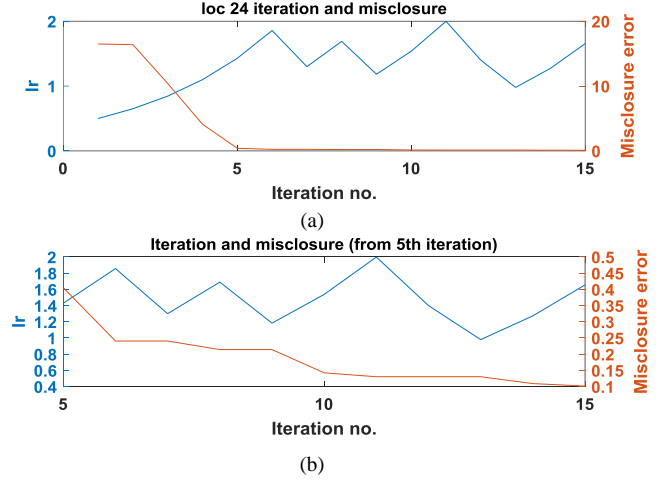 loc 24 iteration and misclosure
2
1
0
lr
20
10
0
Misclosure error
0 5 10 15
Iteration no.
(a)
Iteration and misclosure (from 5th iteration)
2
1.8
1.6
1.4
1.2
1
0.8
0.6
0.4
lr
0.5
0.45
0.4
0.35
0.3
0.25
0.2
0.15
0.1
Misclosure error
5 10 15
Iteration no.
(b)